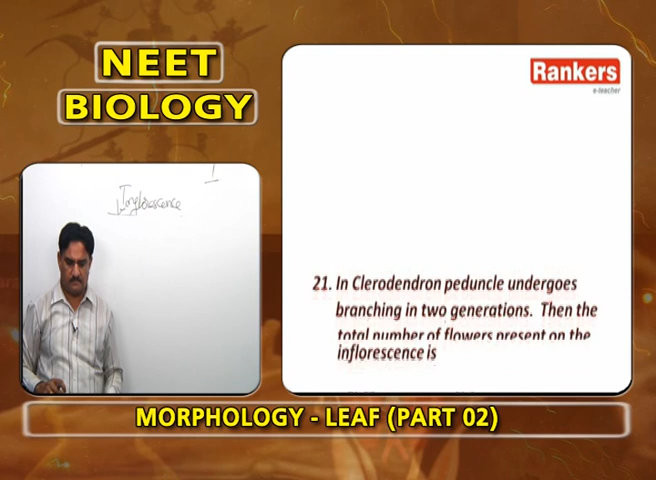 NEET
BIOLOGY
Rankers
e-teacher
Inflorescence
21. In Clerodendron peduncle undergoes
branching in two generations. Then the
total number of flowers present on the
inflorescence is
MORPHOLOGY - LEAF (PART 02)